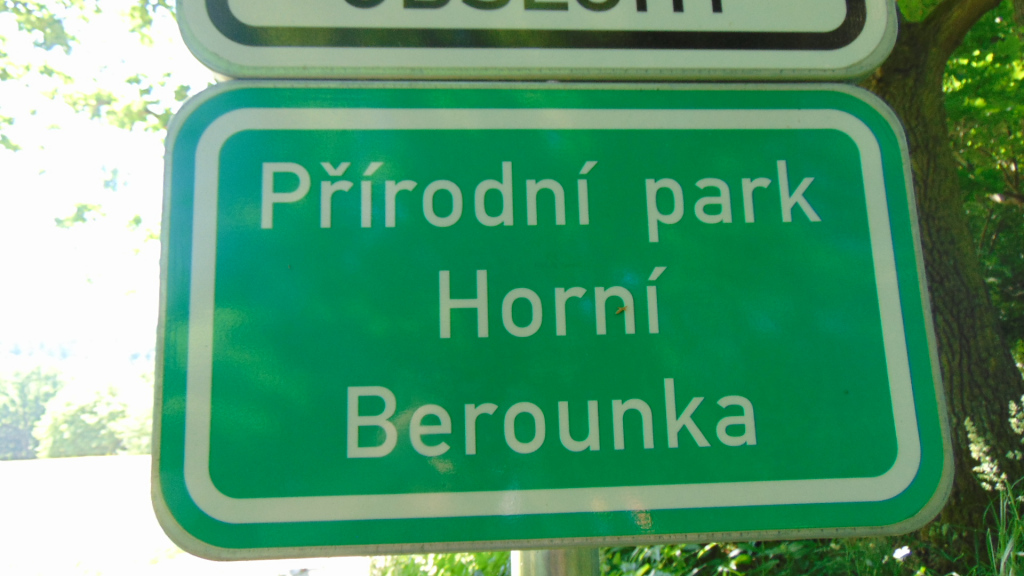 Přírodní park
Horní
Berounka